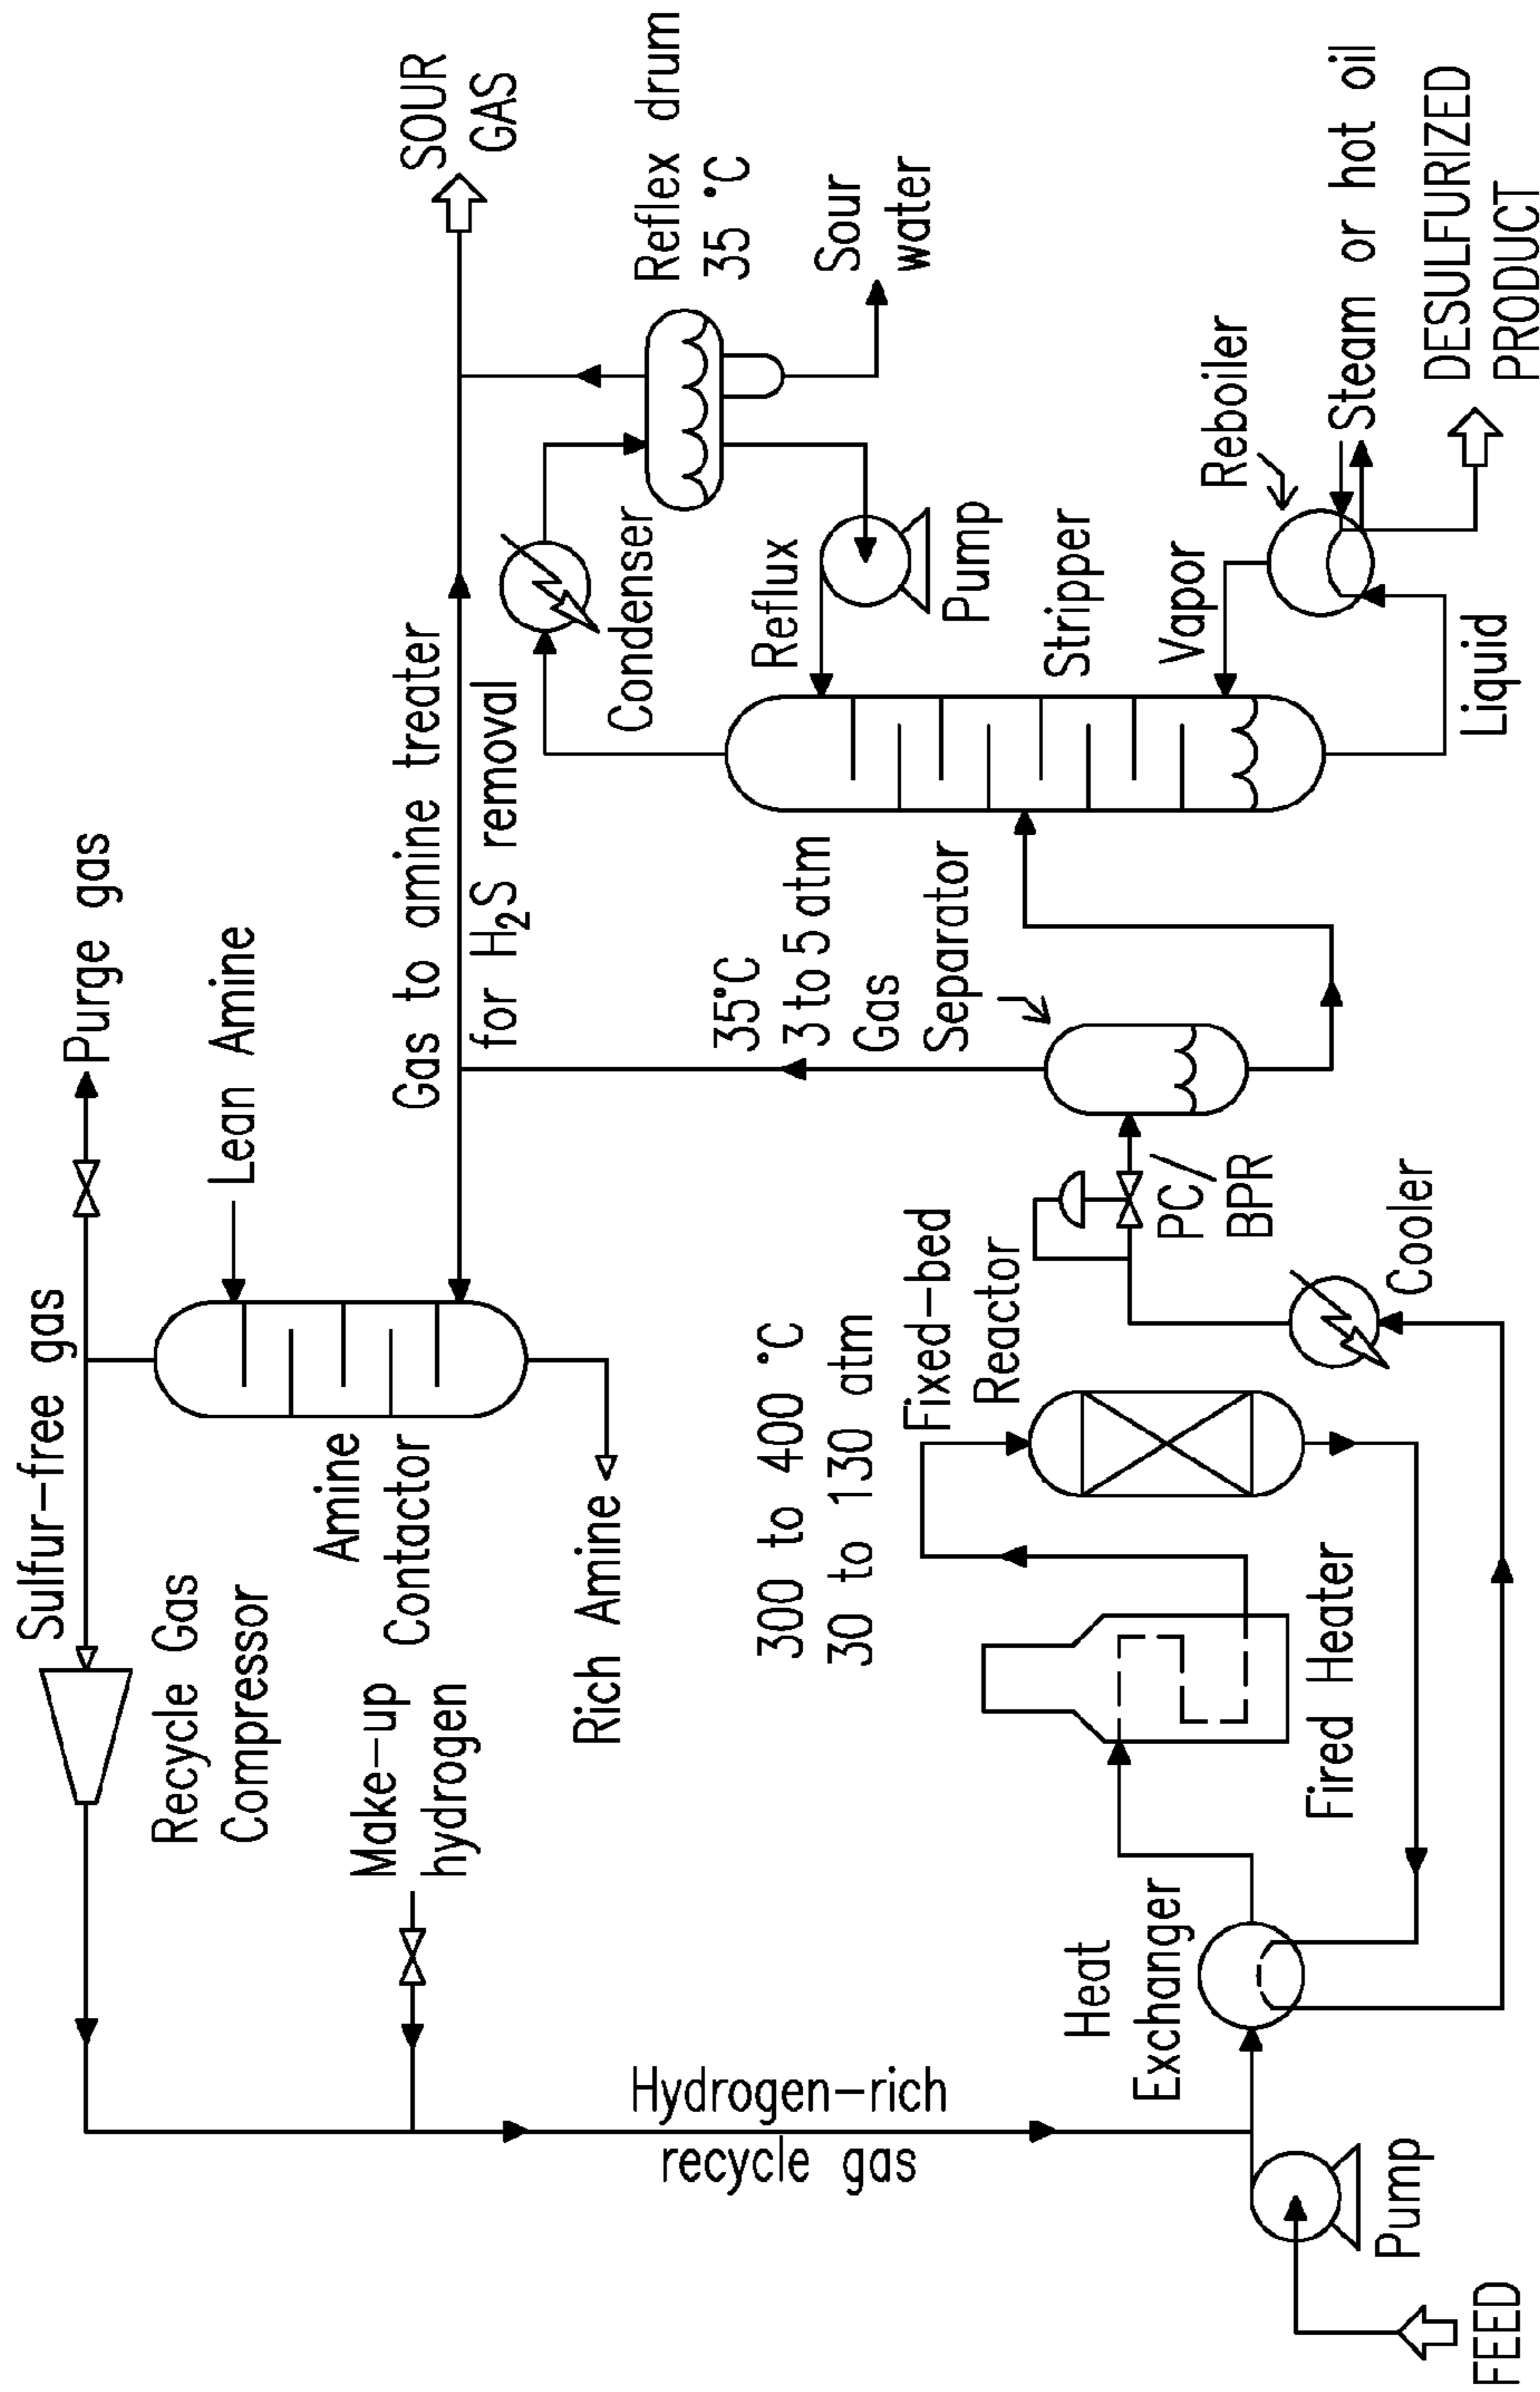 Sulfur-free gas
Purge gas
Recycle Gas
Compressor
Lean Amine
Amine
Contactor
Make-up
hydrogen
Gas to amine treater
for H₂S removal
SOUR
GAS
Rich Amine
Condenser
Reflex drum
35 °C
Hydrogen-rich
recycle gas
300 to 400 °C
30 to 130 atm
35°C
3 to 5 atm
Gas
Separator
Reflux
Pump
Sour
water
Fixed-bed
Reactor
Stripper
Heat
Exchanger
PC/
BPR
Vapor
Reboiler
Fired Heater
Cooler
Steam or hot oil
Pump
Liquid
DESULFURIZED
PRODUCT
FEED